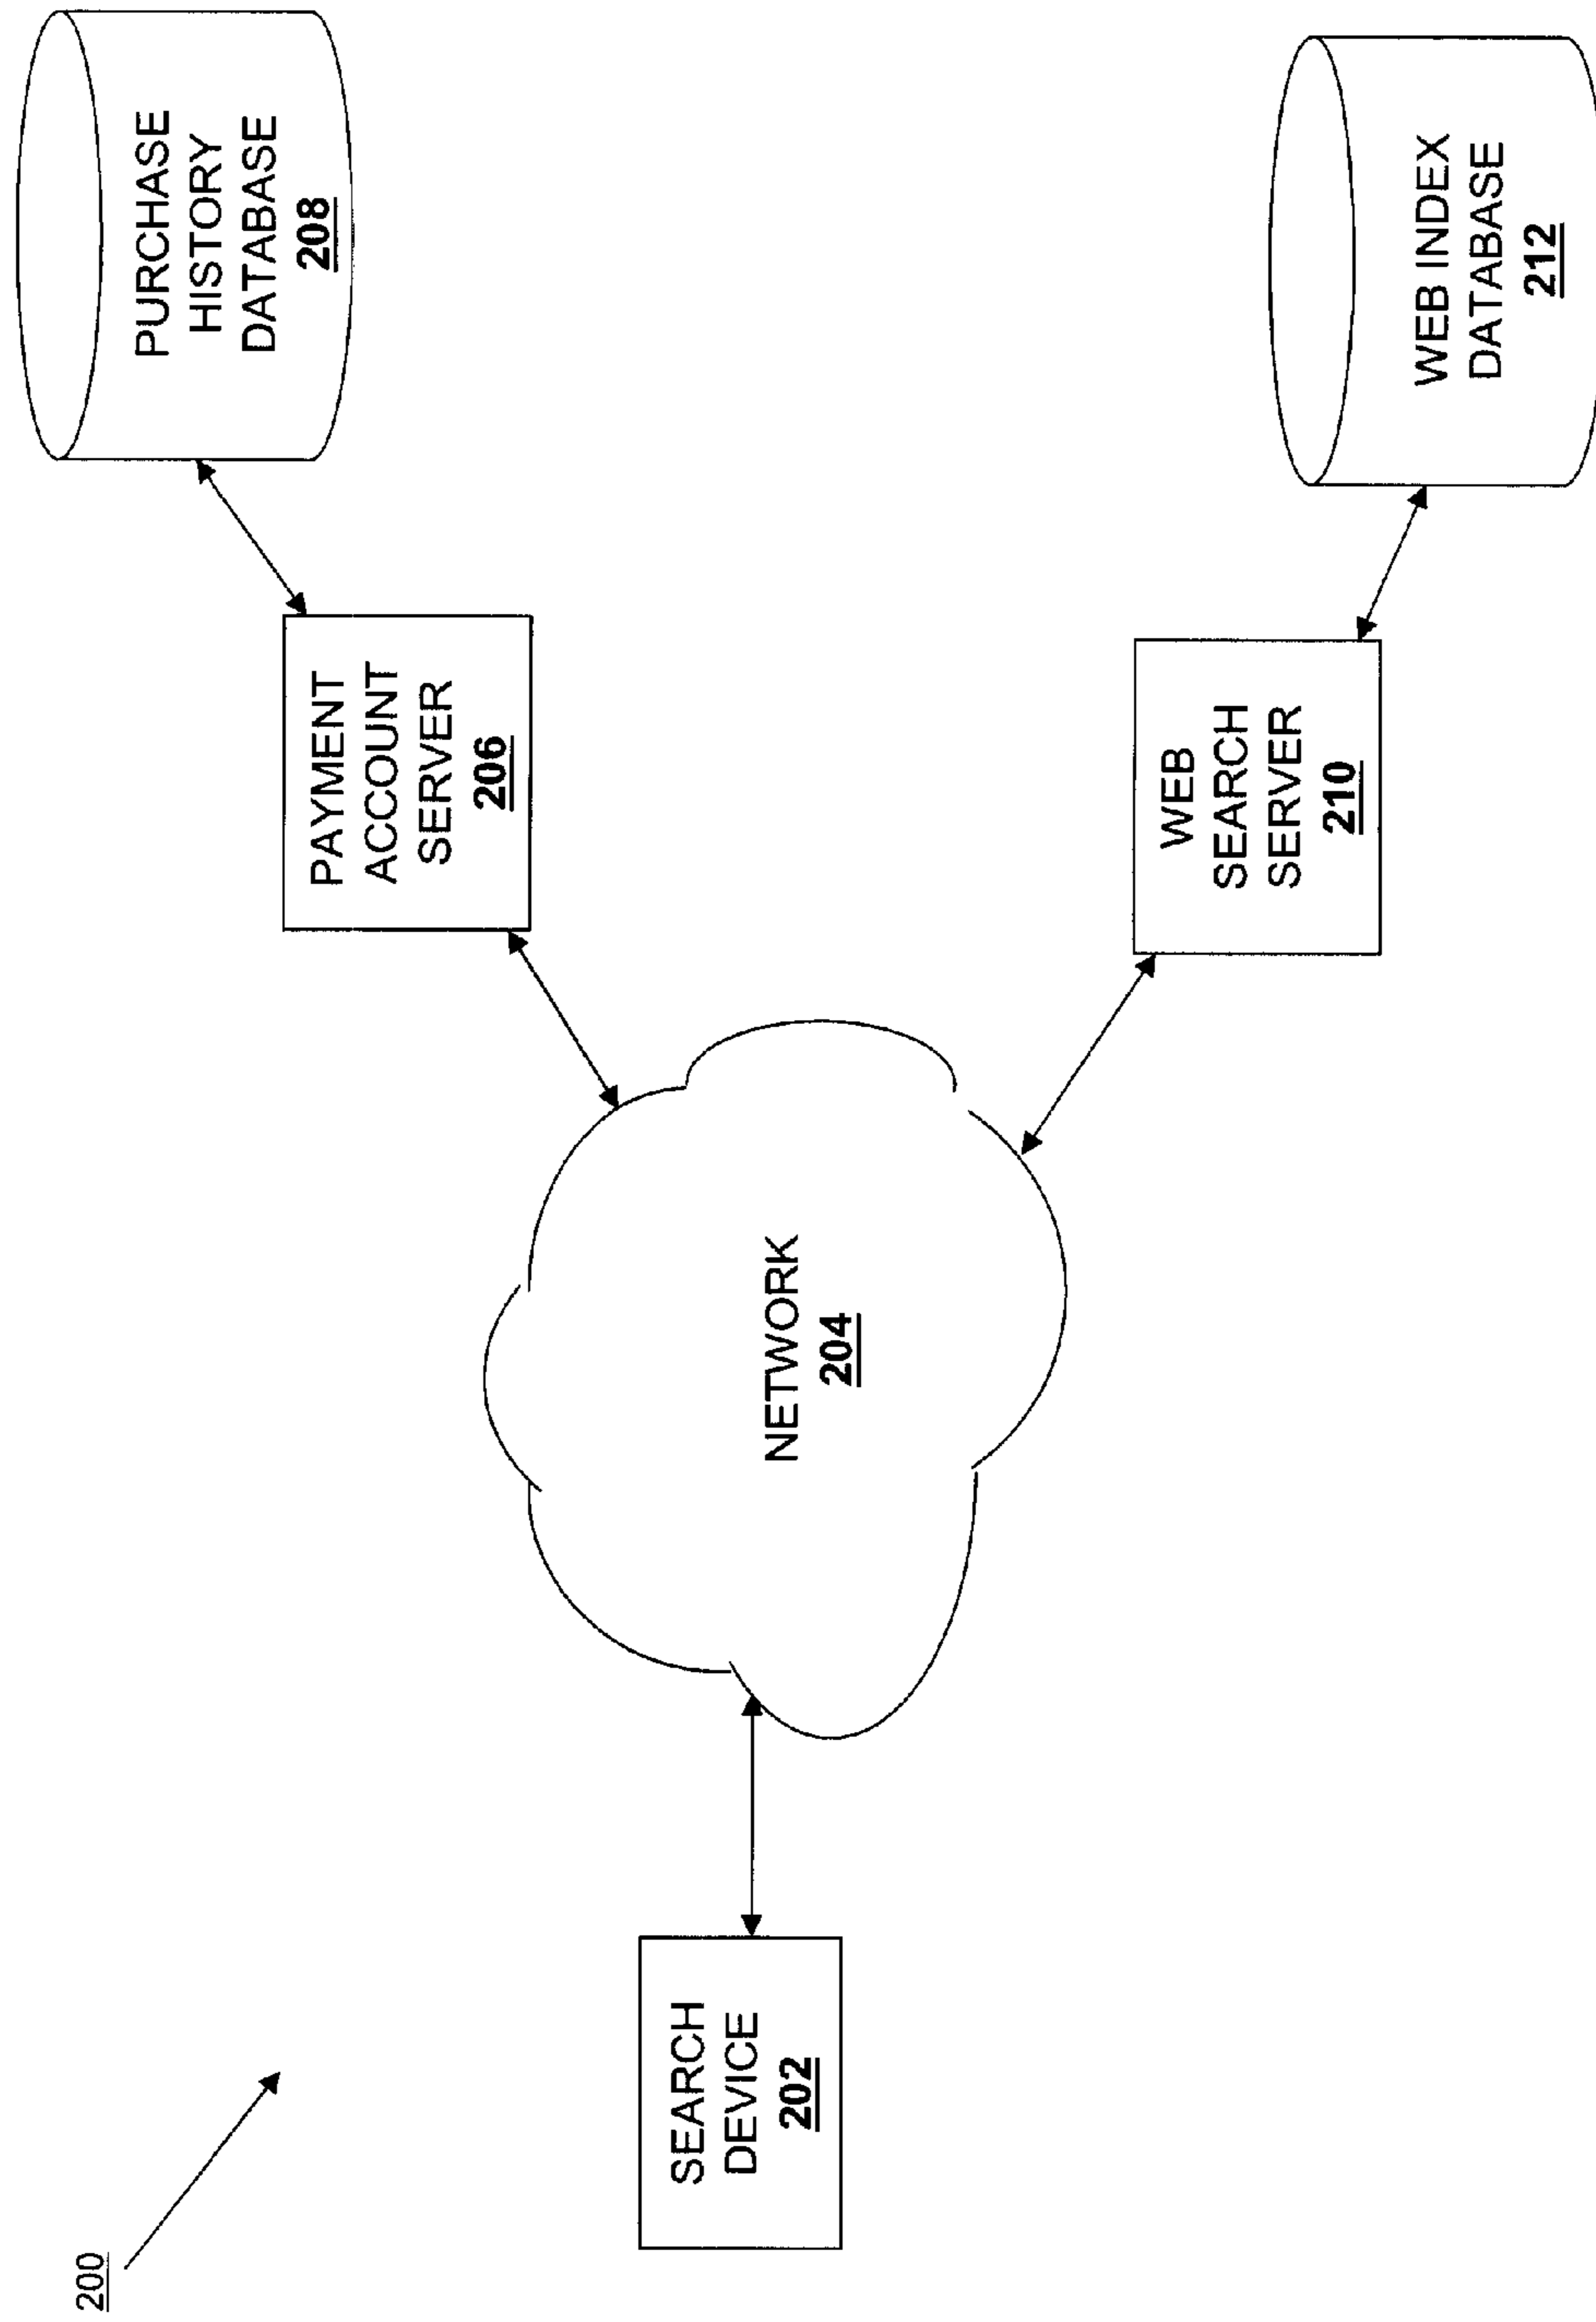 200
SEARCH
DEVICE
202
NETWORK
204
PAYMENT
ACCOUNT
SERVER
206
PURCHASE
HISTORY
DATABASE
208
WEB
SEARCH
SERVER
210
WEB INDEX
DATABASE
212